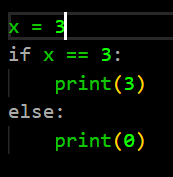 x = 3
if x == 3:
    print(3)
else:
    print(0)